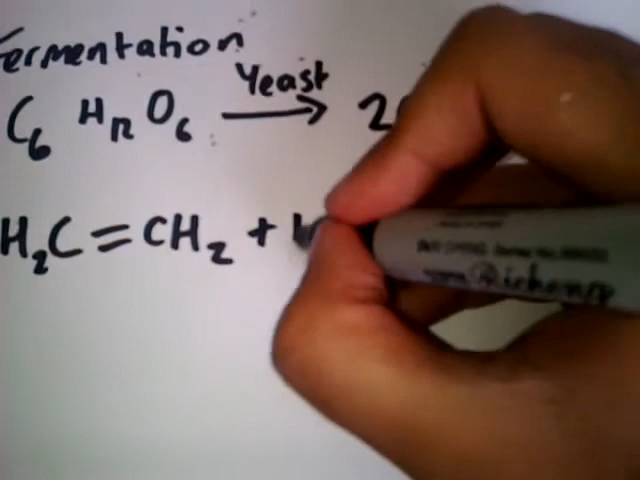 Fermentation
Yeast
C6 H12 O6 → 2
H2C=CH2 +